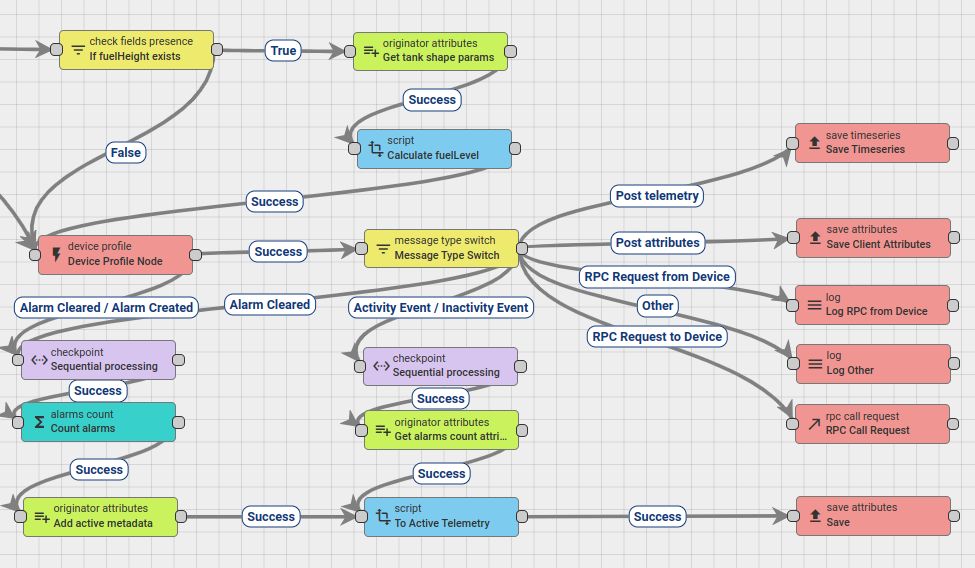 check fields presence
If fuelHeight exists
True
originator attributes
Get tank shape params
Success
False
script
Calculate fuelLevel
save timeseries
Save Timeseries
Success
Post telemetry
device profile
Device Profile Node
Success
message type switch
Message Type Switch
Post attributes
save attributes
Save Client Attributes
RPC Request from Device
Alarm Cleared / Alarm Created
Alarm Cleared
Activity Event / Inactivity Event
Other
log
Log RPC from Device
RPC Request to Device
checkpoint
Sequential processing
checkpoint
Sequential processing
log
Log Other
Success
Success
alarms count
Count alarms
originator attributes
Get alarms count attri...
rpc call request
RPC Call Request
Success
Success
originator attributes
Add active metadata
Success
script
To Active Telemetry
Success
save attributes
Save